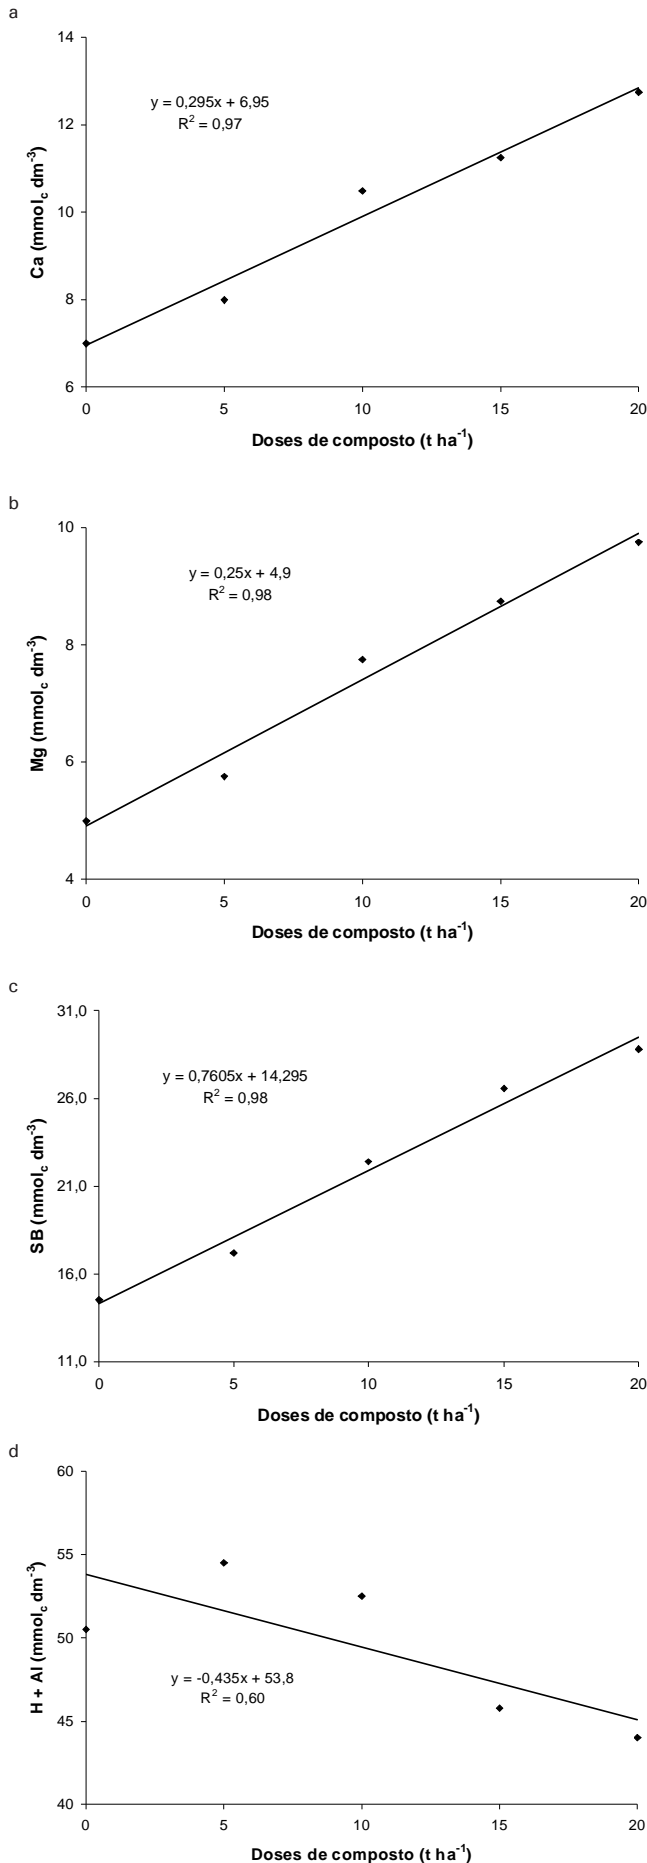 a
14
12
10
8
6
y = 0,295x + 6,95
R² = 0,97
Ca (mmol_c dm⁻³)
0 5 10 15 20
Doses de composto (t ha⁻¹)
b
10
8
6
4
y = 0,25x + 4,9
R² = 0,98
Mg (mmol_c dm⁻³)
0 5 10 15 20
Doses de composto (t ha⁻¹)
c
31,0
26,0
21,0
16,0
11,0
y = 0,7605x + 14,295
R² = 0,98
SB (mmol_c dm⁻³)
0 5 10 15 20
Doses de composto (t ha⁻¹)
d
60
55
50
45
40
y = -0,435x + 53,8
R² = 0,60
H + Al (mmol_c dm⁻³)
0 5 10 15 20
Doses de composto (t ha⁻¹)